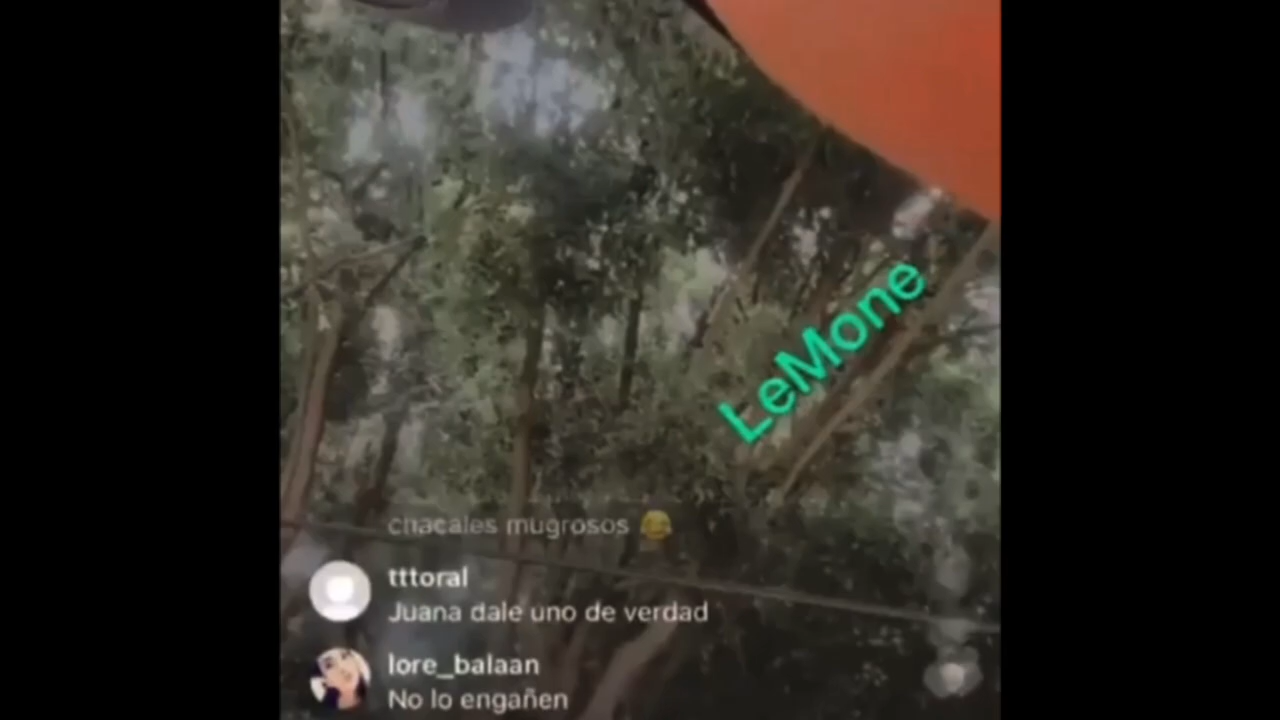 LeMone
chacales mugrosos 😂
tttoral
Juana dale uno de verdad
lore_balaan
No lo engañen